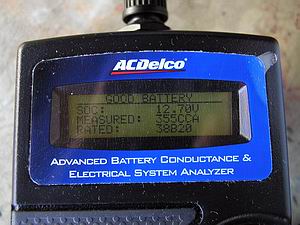 ACDelco
GOOD BATTERY
SOC: 12.70V
MEASURED: 355CCA
RATED: 38B20
ADVANCED BATTERY CONDUCTANCE &
ELECTRICAL SYSTEM ANALYZER